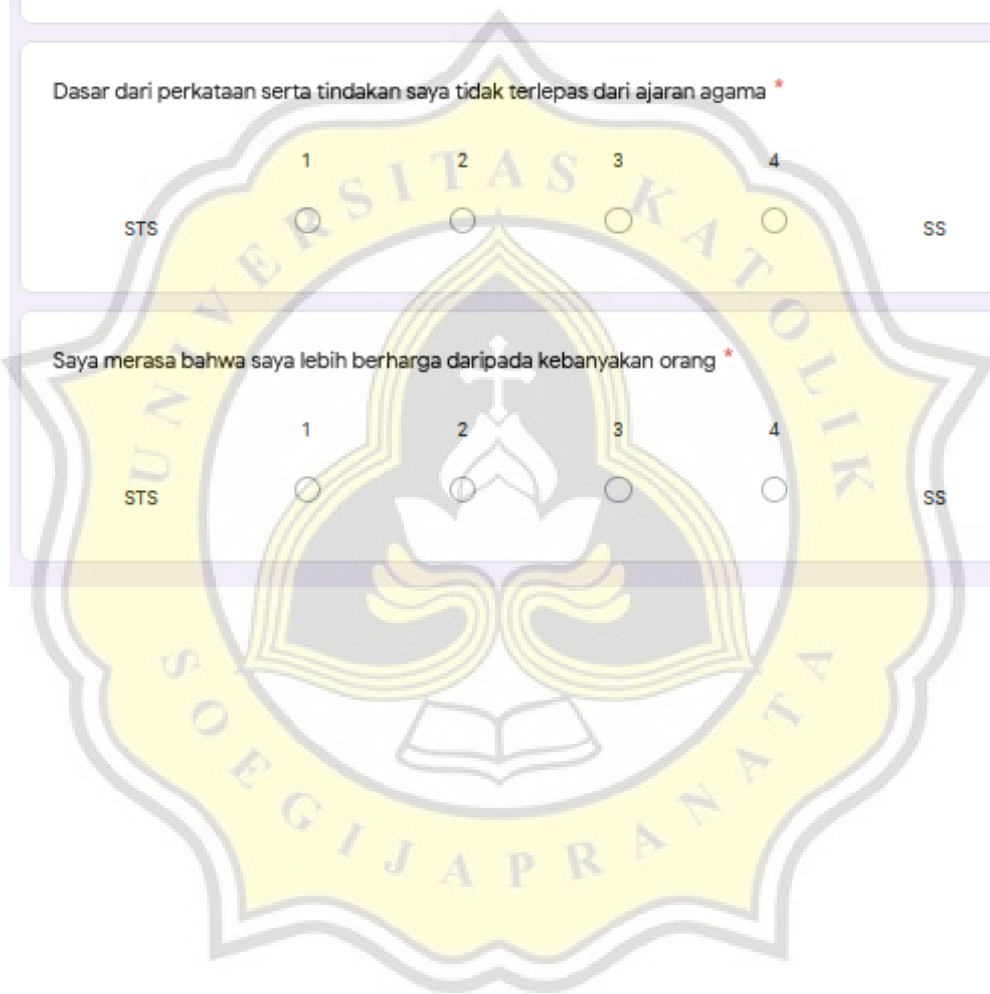 Dasar dari perkataan serta tindakan saya tidak terlepas dari ajaran agama *
1 2 3 4
STS SS
Saya merasa bahwa saya lebih berharga daripada kebanyakan orang *
1 2 3 4
STS SS
UNIVERSITAS KATOLIK
SOEGIJAPRANATA